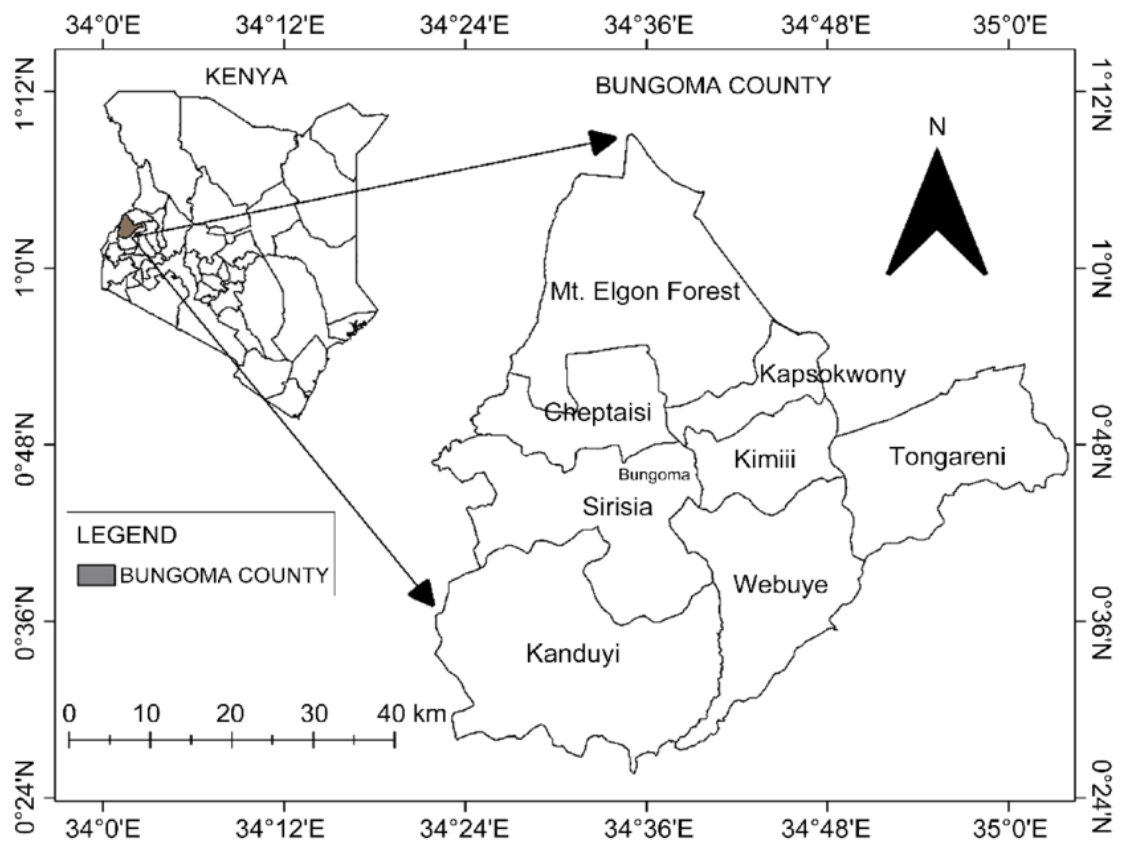 34°0'E 34°12'E 34°24'E 34°36'E 34°48'E 35°0'E
KENYA
BUNGOMA COUNTY
N
1°12'N
1°0'N
0°48'N
0°36'N
0°24'N
1°12'N
1°0'N
0°48'N
0°36'N
0°24'N
Mt. Elgon Forest
Kapsokwony
Cheptaisi
Kimiii
Tongareni
Bungoma
Sirisia
Webuye
Kanduyi
LEGEND
BUNGOMA COUNTY
0 10 20 30 40 km
34°0'E 34°12'E 34°24'E 34°36'E 34°48'E 35°0'E